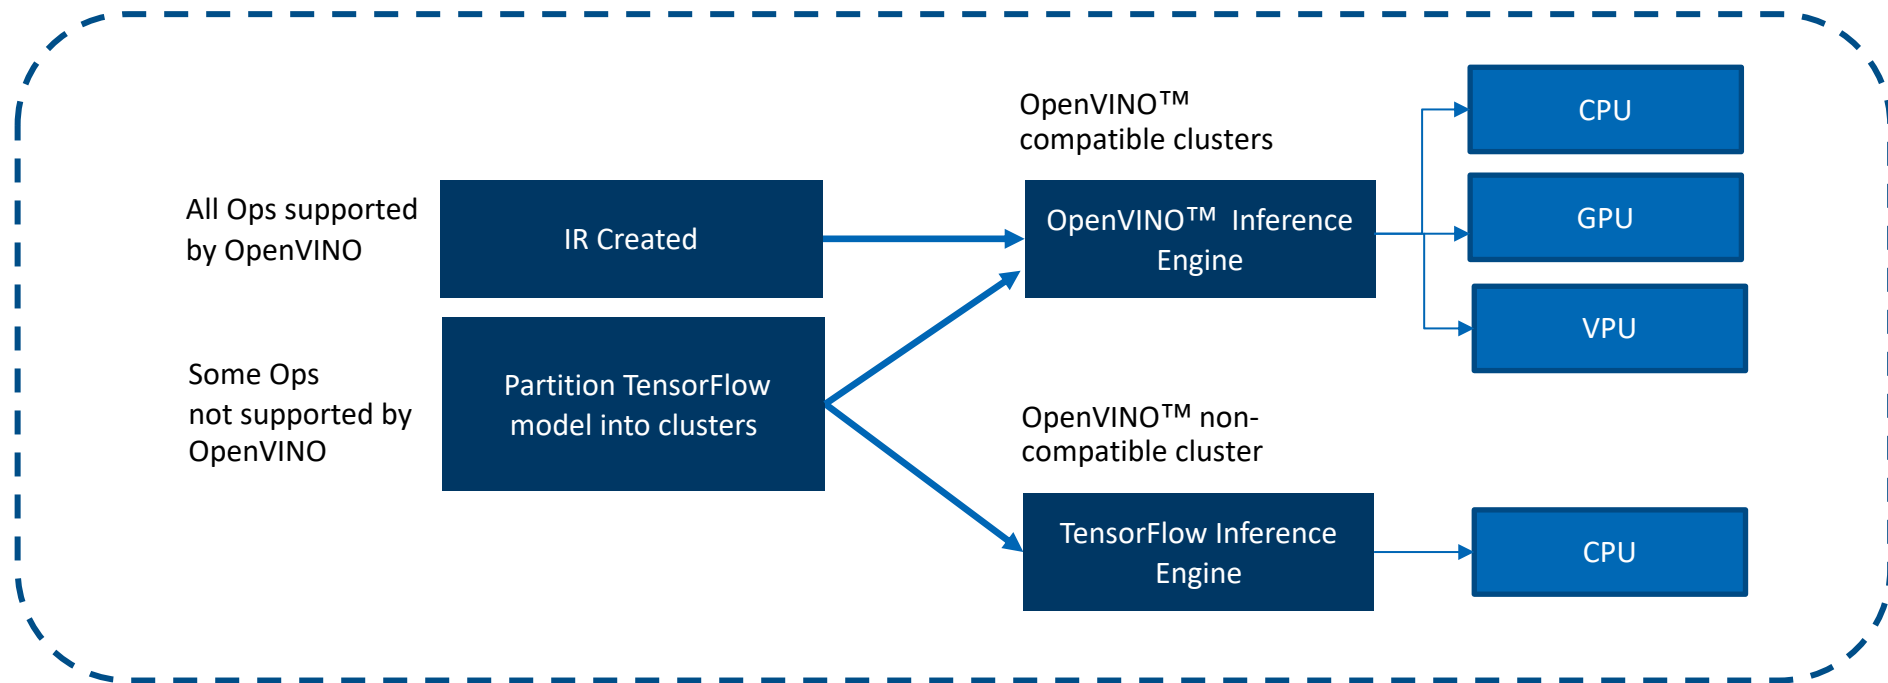 All Ops supported
by OpenVINO
IR Created
OpenVINO™
compatible clusters
OpenVINO™ Inference
Engine
CPU
GPU
VPU
Some Ops
not supported by
OpenVINO
Partition TensorFlow
model into clusters
OpenVINO™ non-
compatible cluster
TensorFlow Inference
Engine
CPU